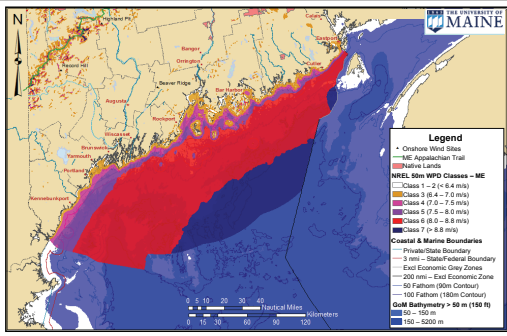 N
Highland Plt
Calais
THE UNIVERSITY OF
MAINE
Eastport
Record Hill
Bangor
Orrington
Cutler
Beaver Ridge
Bar Harbor
Augusta
Rockport
Wiscasset
Brunswick
Yarmouth
Portland
Kennebunkport
Legend
Onshore Wind Sites
ME Appalachian Trail
Native Lands
NREL 50m WPD Classes – ME
Class 1 – 2 (< 6.4 m/s)
Class 3 (6.4 – 7.0 m/s)
Class 4 (7.0 – 7.5 m/s)
Class 5 (7.5 – 8.0 m/s)
Class 6 (8.0 – 8.8 m/s)
Class 7 (> 8.8 m/s)
Coastal & Marine Boundaries
Private/State Boundary
3 nmi – State/Federal Boundary
Excl Economic Grey Zones
200 nmi – Excl Economic Zone
50 Fathom (90m Contour)
100 Fathom (180m Contour)
GoM Bathymetry > 50 m (150 ft)
50 – 150 m
150 – 5200 m
0 5 10 20 30 40
Nautical Miles
Kilometers
0 15 30 60 90 120